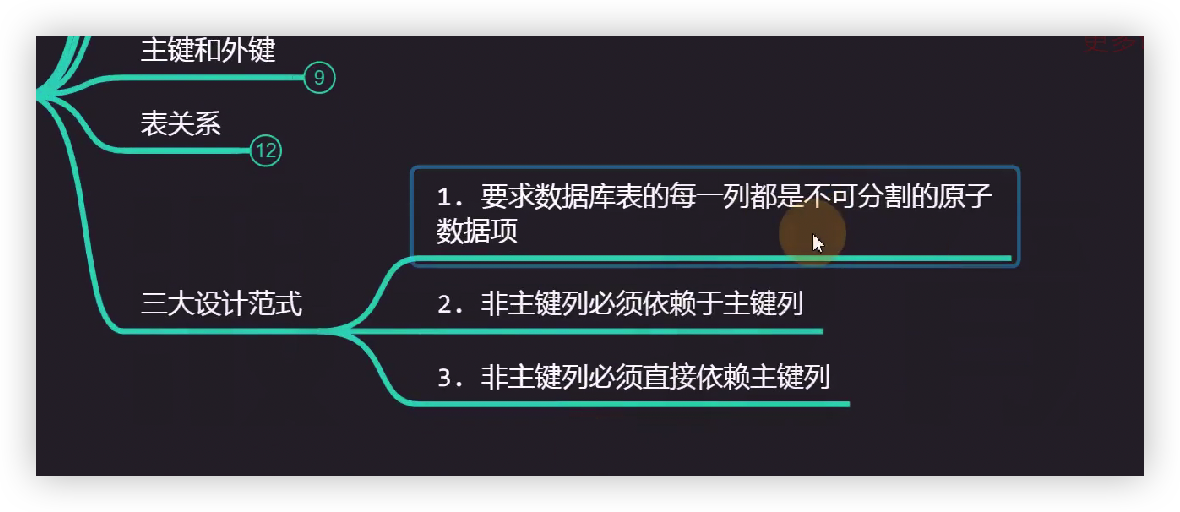 主键和外键
9
表关系
12
1. 要求数据库表的每一列都是不可分割的原子
数据项
三大设计范式
2. 非主键列必须依赖于主键列
3. 非主键列必须直接依赖主键列